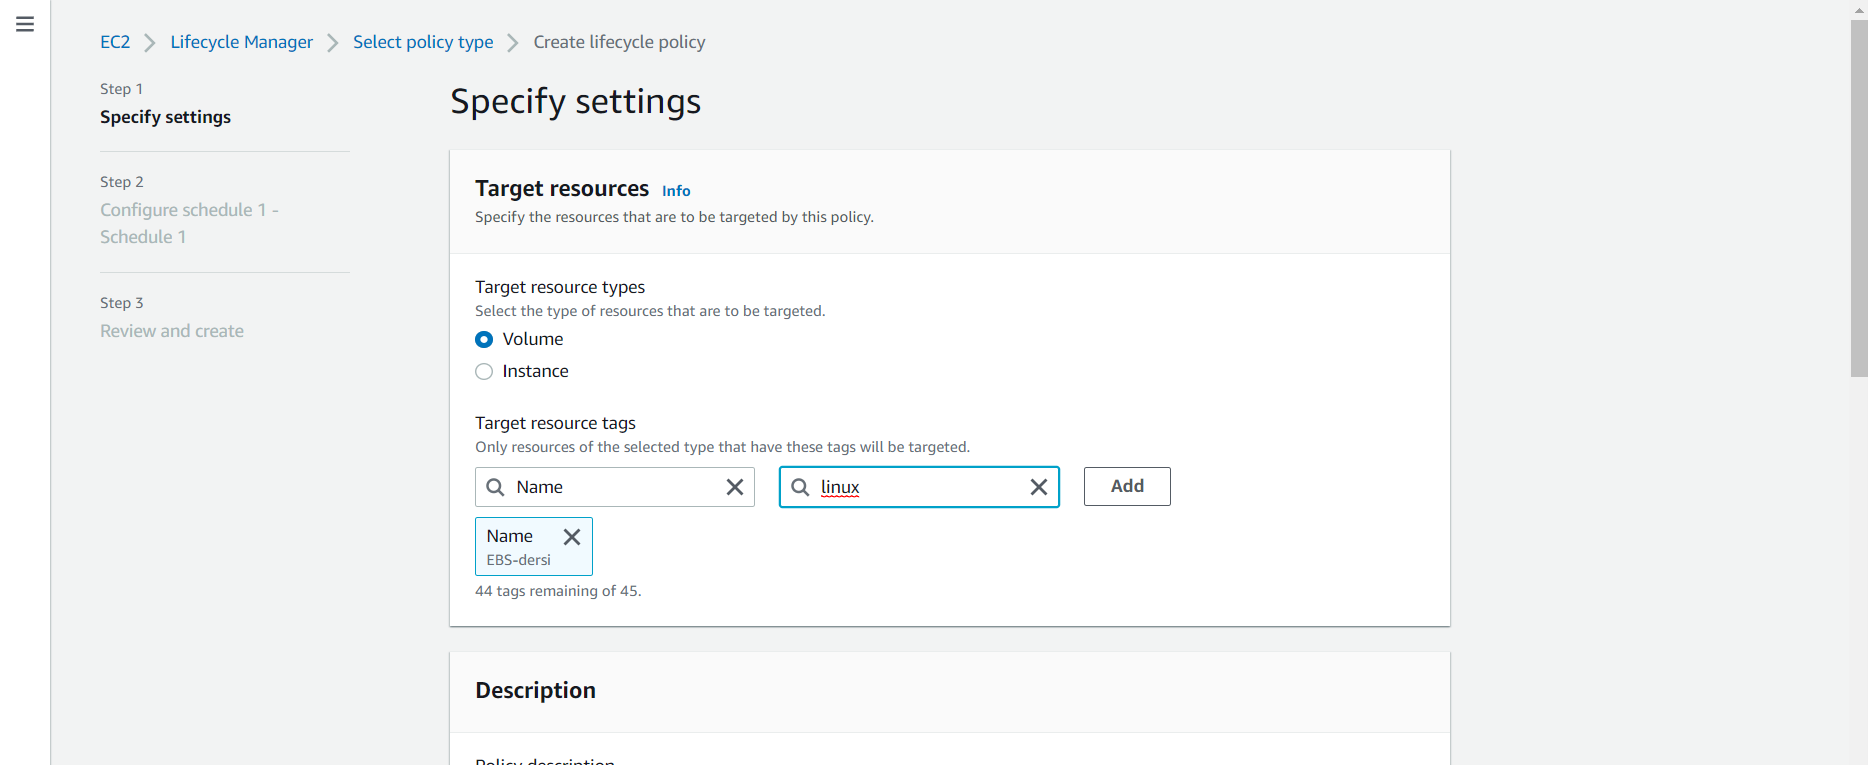 EC2 > Lifecycle Manager > Select policy type > Create lifecycle policy
Step 1
Specify settings
Step 2
Configure schedule 1 -
Schedule 1
Step 3
Review and create
Specify settings
Target resources Info
Specify the resources that are to be targeted by this policy.
Target resource types
Select the type of resources that are to be targeted.
Volume
Instance
Target resource tags
Only resources of the selected type that have these tags will be targeted.
Name linux Add
Name
EBS-dersi
44 tags remaining of 45.
Description
Policy description